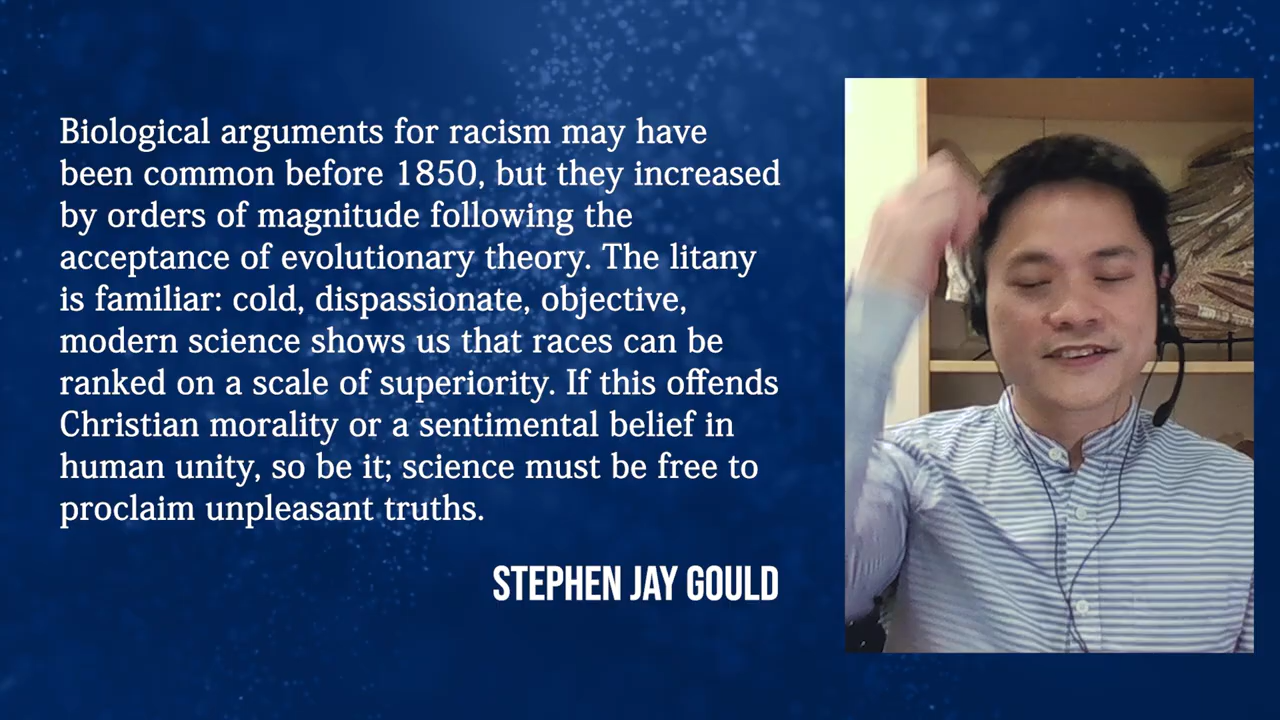 Biological arguments for racism may have
been common before 1850, but they increased
by orders of magnitude following the
acceptance of evolutionary theory. The litany
is familiar: cold, dispassionate, objective,
modern science shows us that races can be
ranked on a scale of superiority. If this offends
Christian morality or a sentimental belief in
human unity, so be it; science must be free to
proclaim unpleasant truths.
STEPHEN JAY GOULD